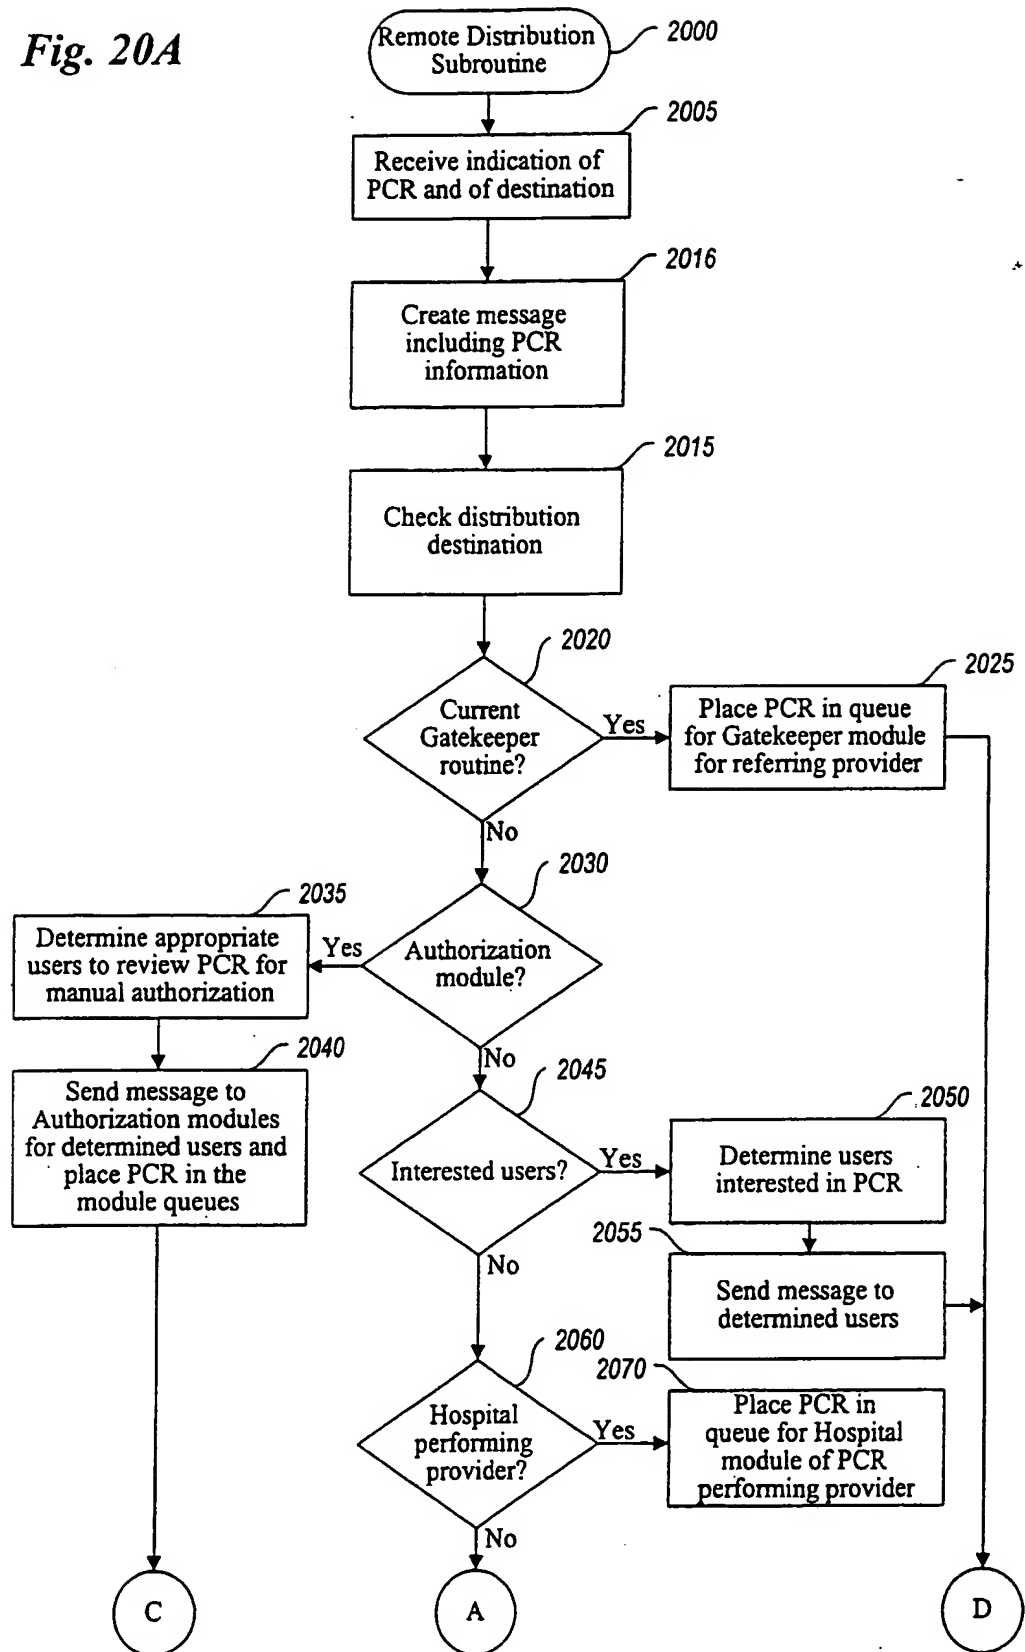 Fig. 20A
Remote Distribution
Subroutine
2000
2005
Receive indication of
PCR and of destination
2016
Create message
including PCR
information
2015
Check distribution
destination
2020
Current
Gatekeeper
routine?
Yes
2025
Place PCR in queue
for Gatekeeper module
for referring provider
No
2030
Authorization
module?
Yes
2035
Determine appropriate
users to review PCR for
manual authorization
2040
Send message to
Authorization modules
for determined users and
place PCR in the
module queues
No
2045
Interested users?
Yes
2050
Determine users
interested in PCR
2055
Send message to
determined users
No
2060
Hospital
performing
provider?
Yes
2070
Place PCR in
queue for Hospital
module of PCR
performing provider
No
C
A
D